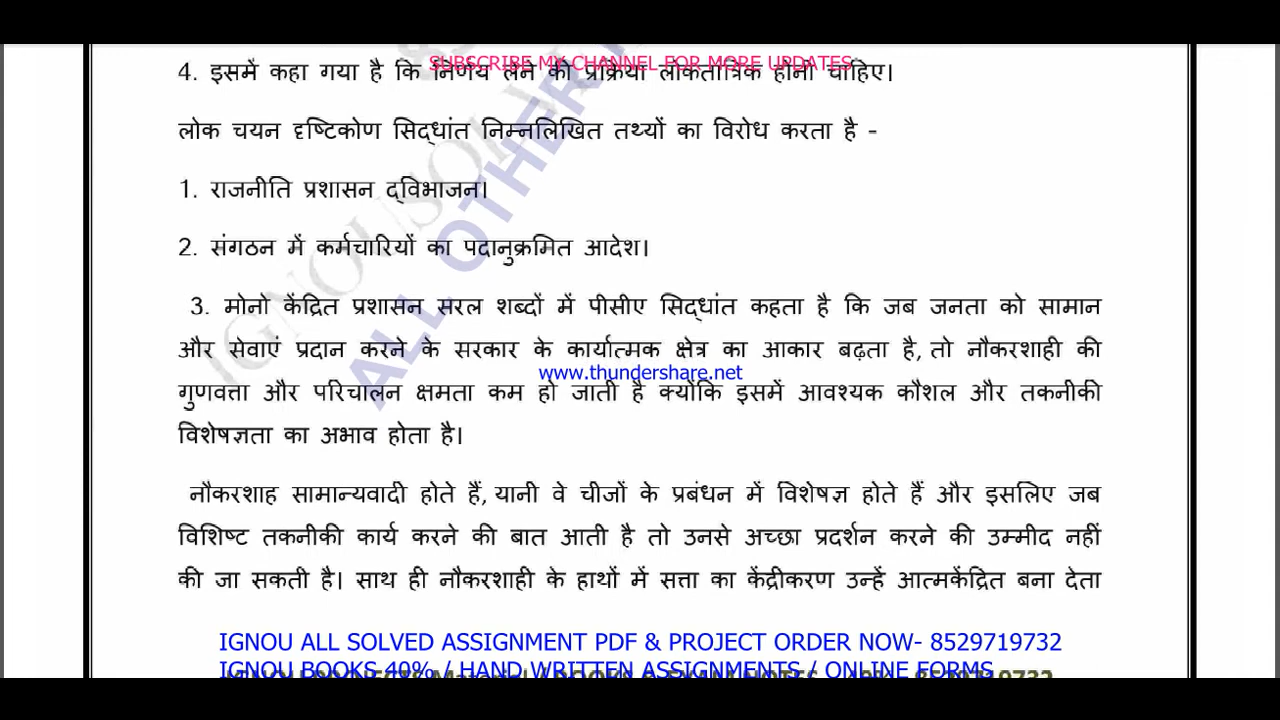 SUBSCRIBE MY CHANNEL FOR MORE UPDATES
4. इसमें कहा गया है कि निर्णय लेने की प्रक्रिया लोकतांत्रिक होनी चाहिए।
लोक चयन दृष्टिकोण सिद्धांत निम्नलिखित तथ्यों का विरोध करता है -
1. राजनीति प्रशासन द्विभाजन।
2. संगठन में कर्मचारियों का पदानुक्रमित आदेश।
3. मोनो केंद्रित प्रशासन सरल शब्दों में पीसीए सिद्धांत कहता है कि जब जनता को सामान
और सेवाएं प्रदान करने के सरकार के कार्यात्मक क्षेत्र का आकार बढ़ता है, तो नौकरशाही की
www.thundershare.net
गुणवत्ता और परिचालन क्षमता कम हो जाती है क्योंकि इसमें आवश्यक कौशल और तकनीकी
विशेषज्ञता का अभाव होता है।
नौकरशाह सामान्यवादी होते हैं, यानी वे चीजों के प्रबंधन में विशेषज्ञ होते हैं और इसलिए जब
विशिष्ट तकनीकी कार्य करने की बात आती है तो उनसे अच्छा प्रदर्शन करने की उम्मीद नहीं
की जा सकती है। साथ ही नौकरशाही के हाथों में सत्ता का केंद्रीकरण उन्हें आत्मकेंद्रित बना देता
IGNOU ALL SOLVED ASSIGNMENT PDF & PROJECT ORDER NOW- 8529719732
IGNOU BOOKS 40% / HAND WRITTEN ASSIGNMENTS / ONLINE FORMS
ALL OTHER